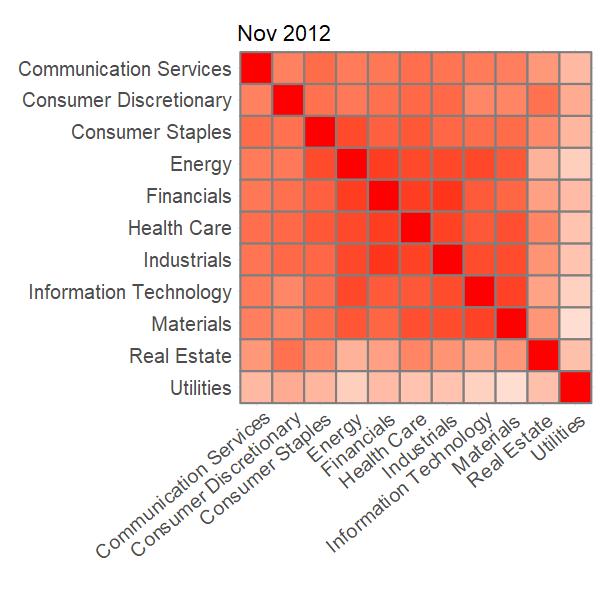 Nov 2012
Communication Services
Consumer Discretionary
Consumer Staples
Energy
Financials
Health Care
Industrials
Information Technology
Materials
Real Estate
Utilities
Communication Services
Consumer Discretionary
Consumer Staples
Energy
Financials
Health Care
Industrials
Information Technology
Materials
Real Estate
Utilities